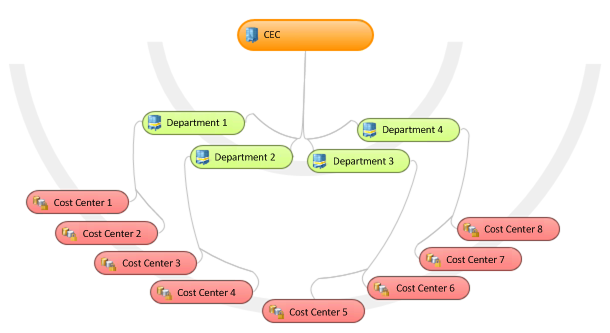 CEC
Department 1
Department 4
Department 2
Department 3
Cost Center 1
Cost Center 2
Cost Center 3
Cost Center 4
Cost Center 5
Cost Center 6
Cost Center 7
Cost Center 8